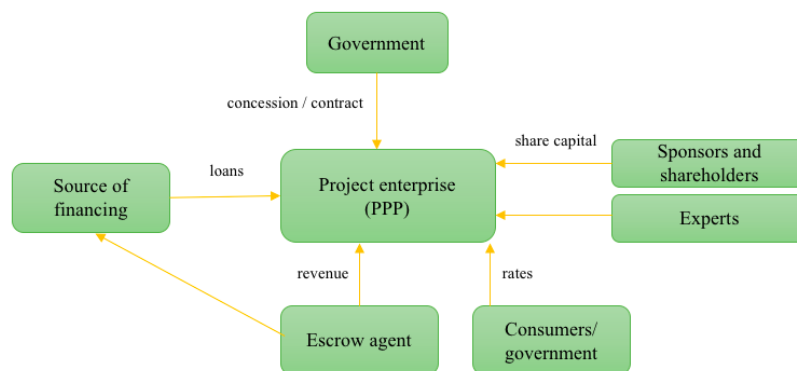 Government
concession / contract
share capital
Sponsors and
shareholders
loans
Source of
financing
Project enterprise
(PPP)
Experts
revenue
rates
Escrow agent
Consumers/
government